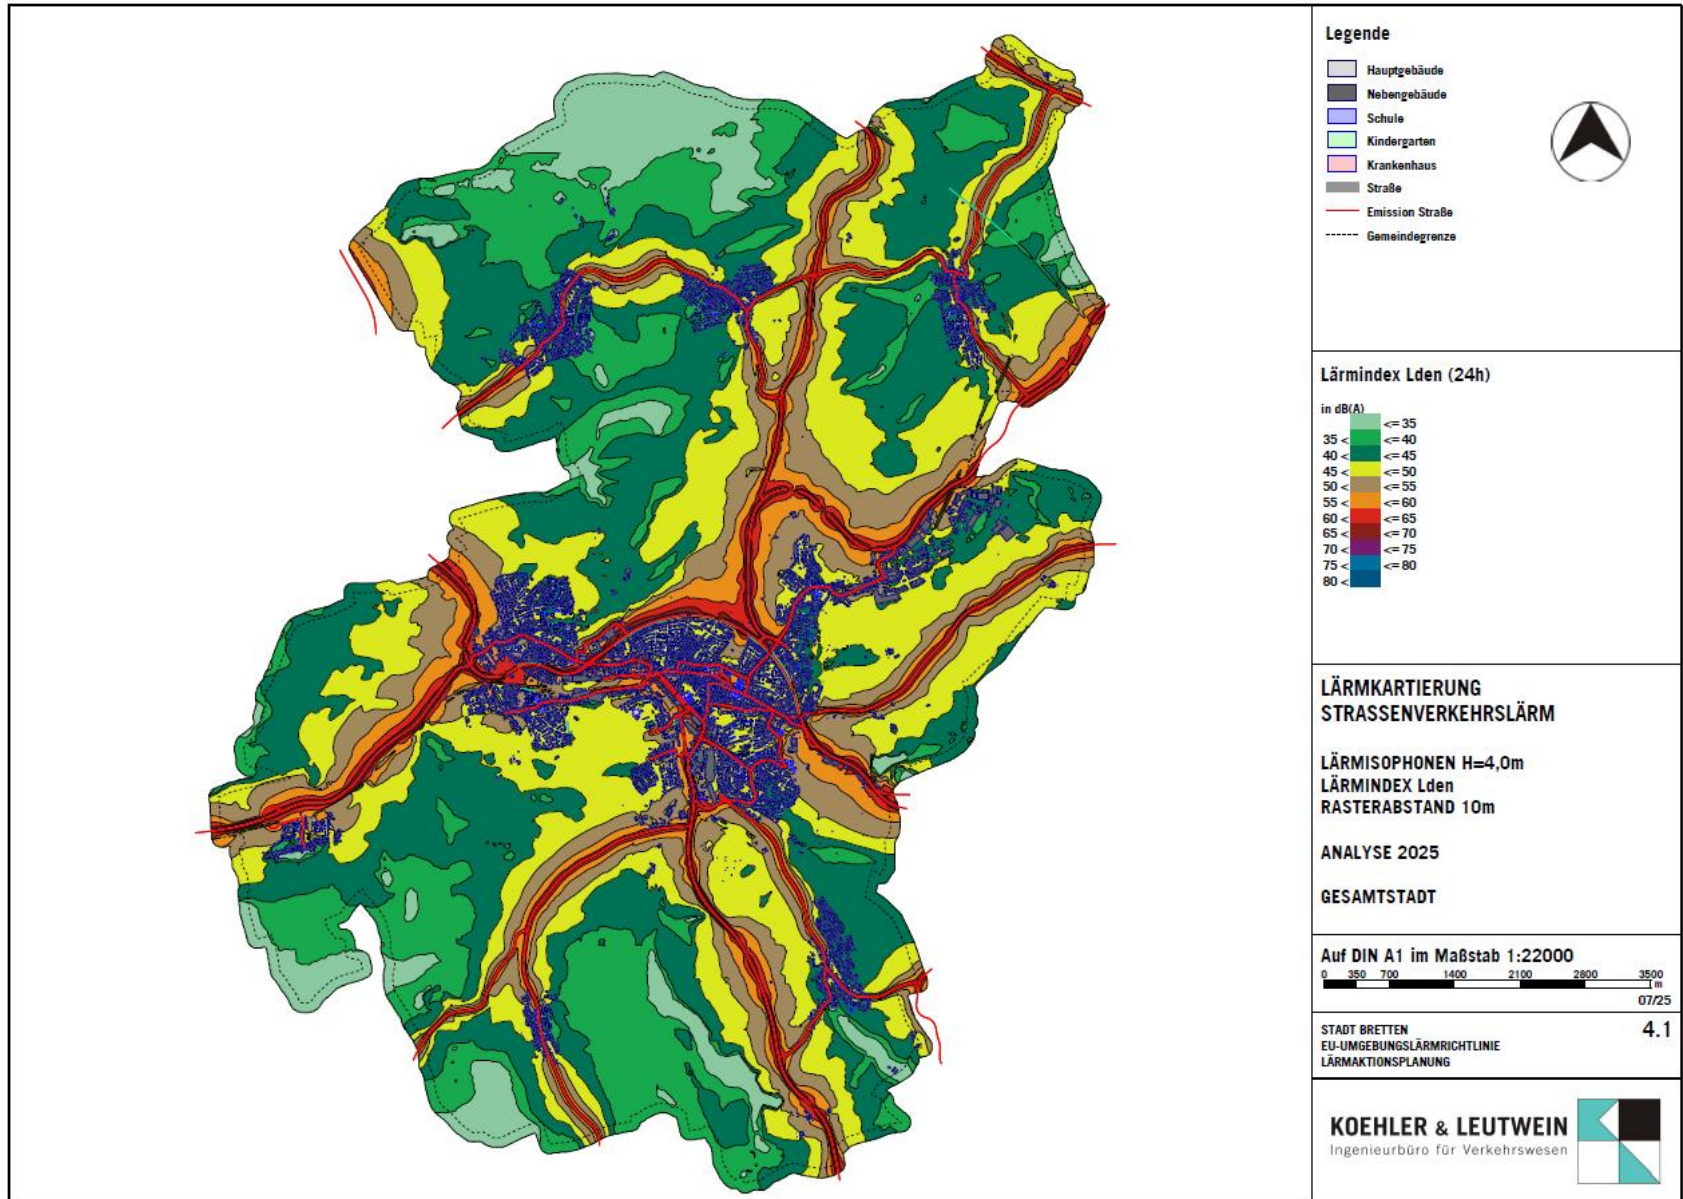 Legende
Hauptgebäude
Nebengebäude
Schule
Kindergarten
Krankenhaus
Straße
Emission Straße
Gemeindegrenze
Lärmindex Lden (24h)
in dB(A)
<= 35
35 < <= 40
40 < <= 45
45 < <= 50
50 < <= 55
55 < <= 60
60 < <= 65
65 < <= 70
70 < <= 75
75 < <= 80
80 <
LÄRMKARTIERUNG
STRASSENVERKEHRSLÄRM
LÄRMISOPHONEN H=4,0m
LÄRMINDEX Lden
RASTERABSTAND 10m
ANALYSE 2025
GESAMTSTADT
Auf DIN A1 im Maßstab 1:22000
0 350 700 1400 2100 2800 3500
m
07/25
STADT BRETTEN 4.1
EU-UMGEBUNGSLÄRMRICHTLINIE
LÄRMAKTIONSPLANUNG
KOEHLER & LEUTWEIN
Ingenieurbüro für Verkehrswesen